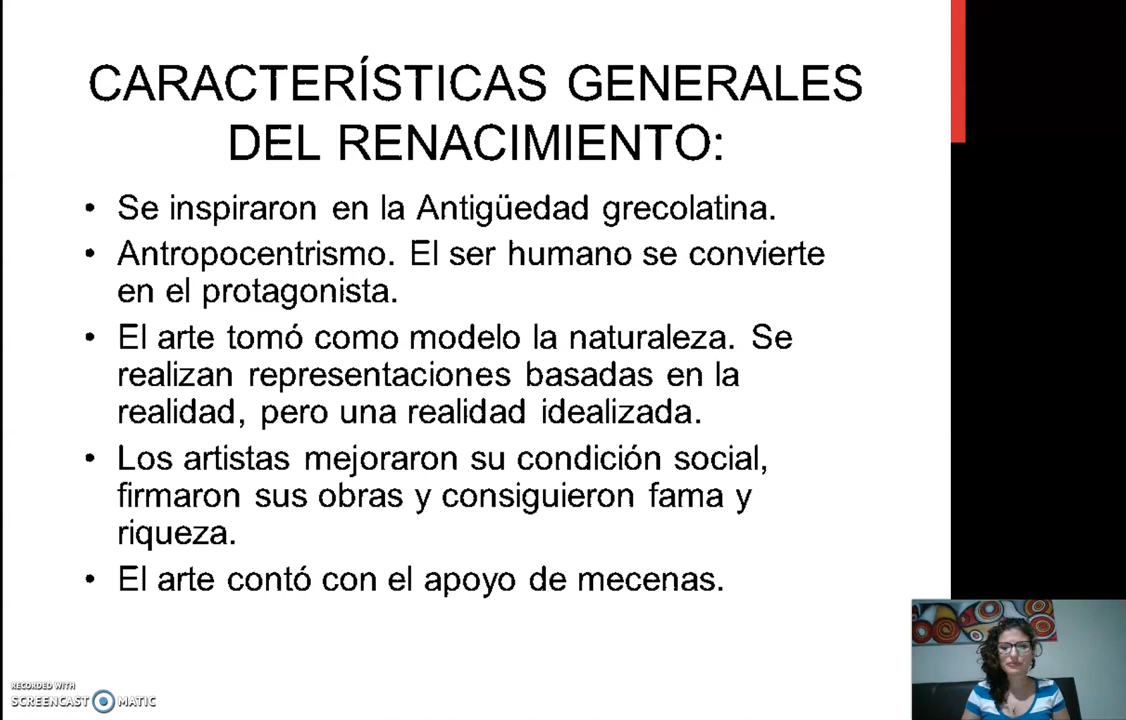 CARACTERÍSTICAS GENERALES
DEL RENACIMIENTO:
• Se inspiraron en la Antigüedad grecolatina.
• Antropocentrismo. El ser humano se convierte
en el protagonista.
• El arte tomó como modelo la naturaleza. Se
realizan representaciones basadas en la
realidad, pero una realidad idealizada.
• Los artistas mejoraron su condición social,
firmaron sus obras y consiguieron fama y
riqueza.
• El arte contó con el apoyo de mecenas.
RECORDED WITH
SCREENCAST MATIC